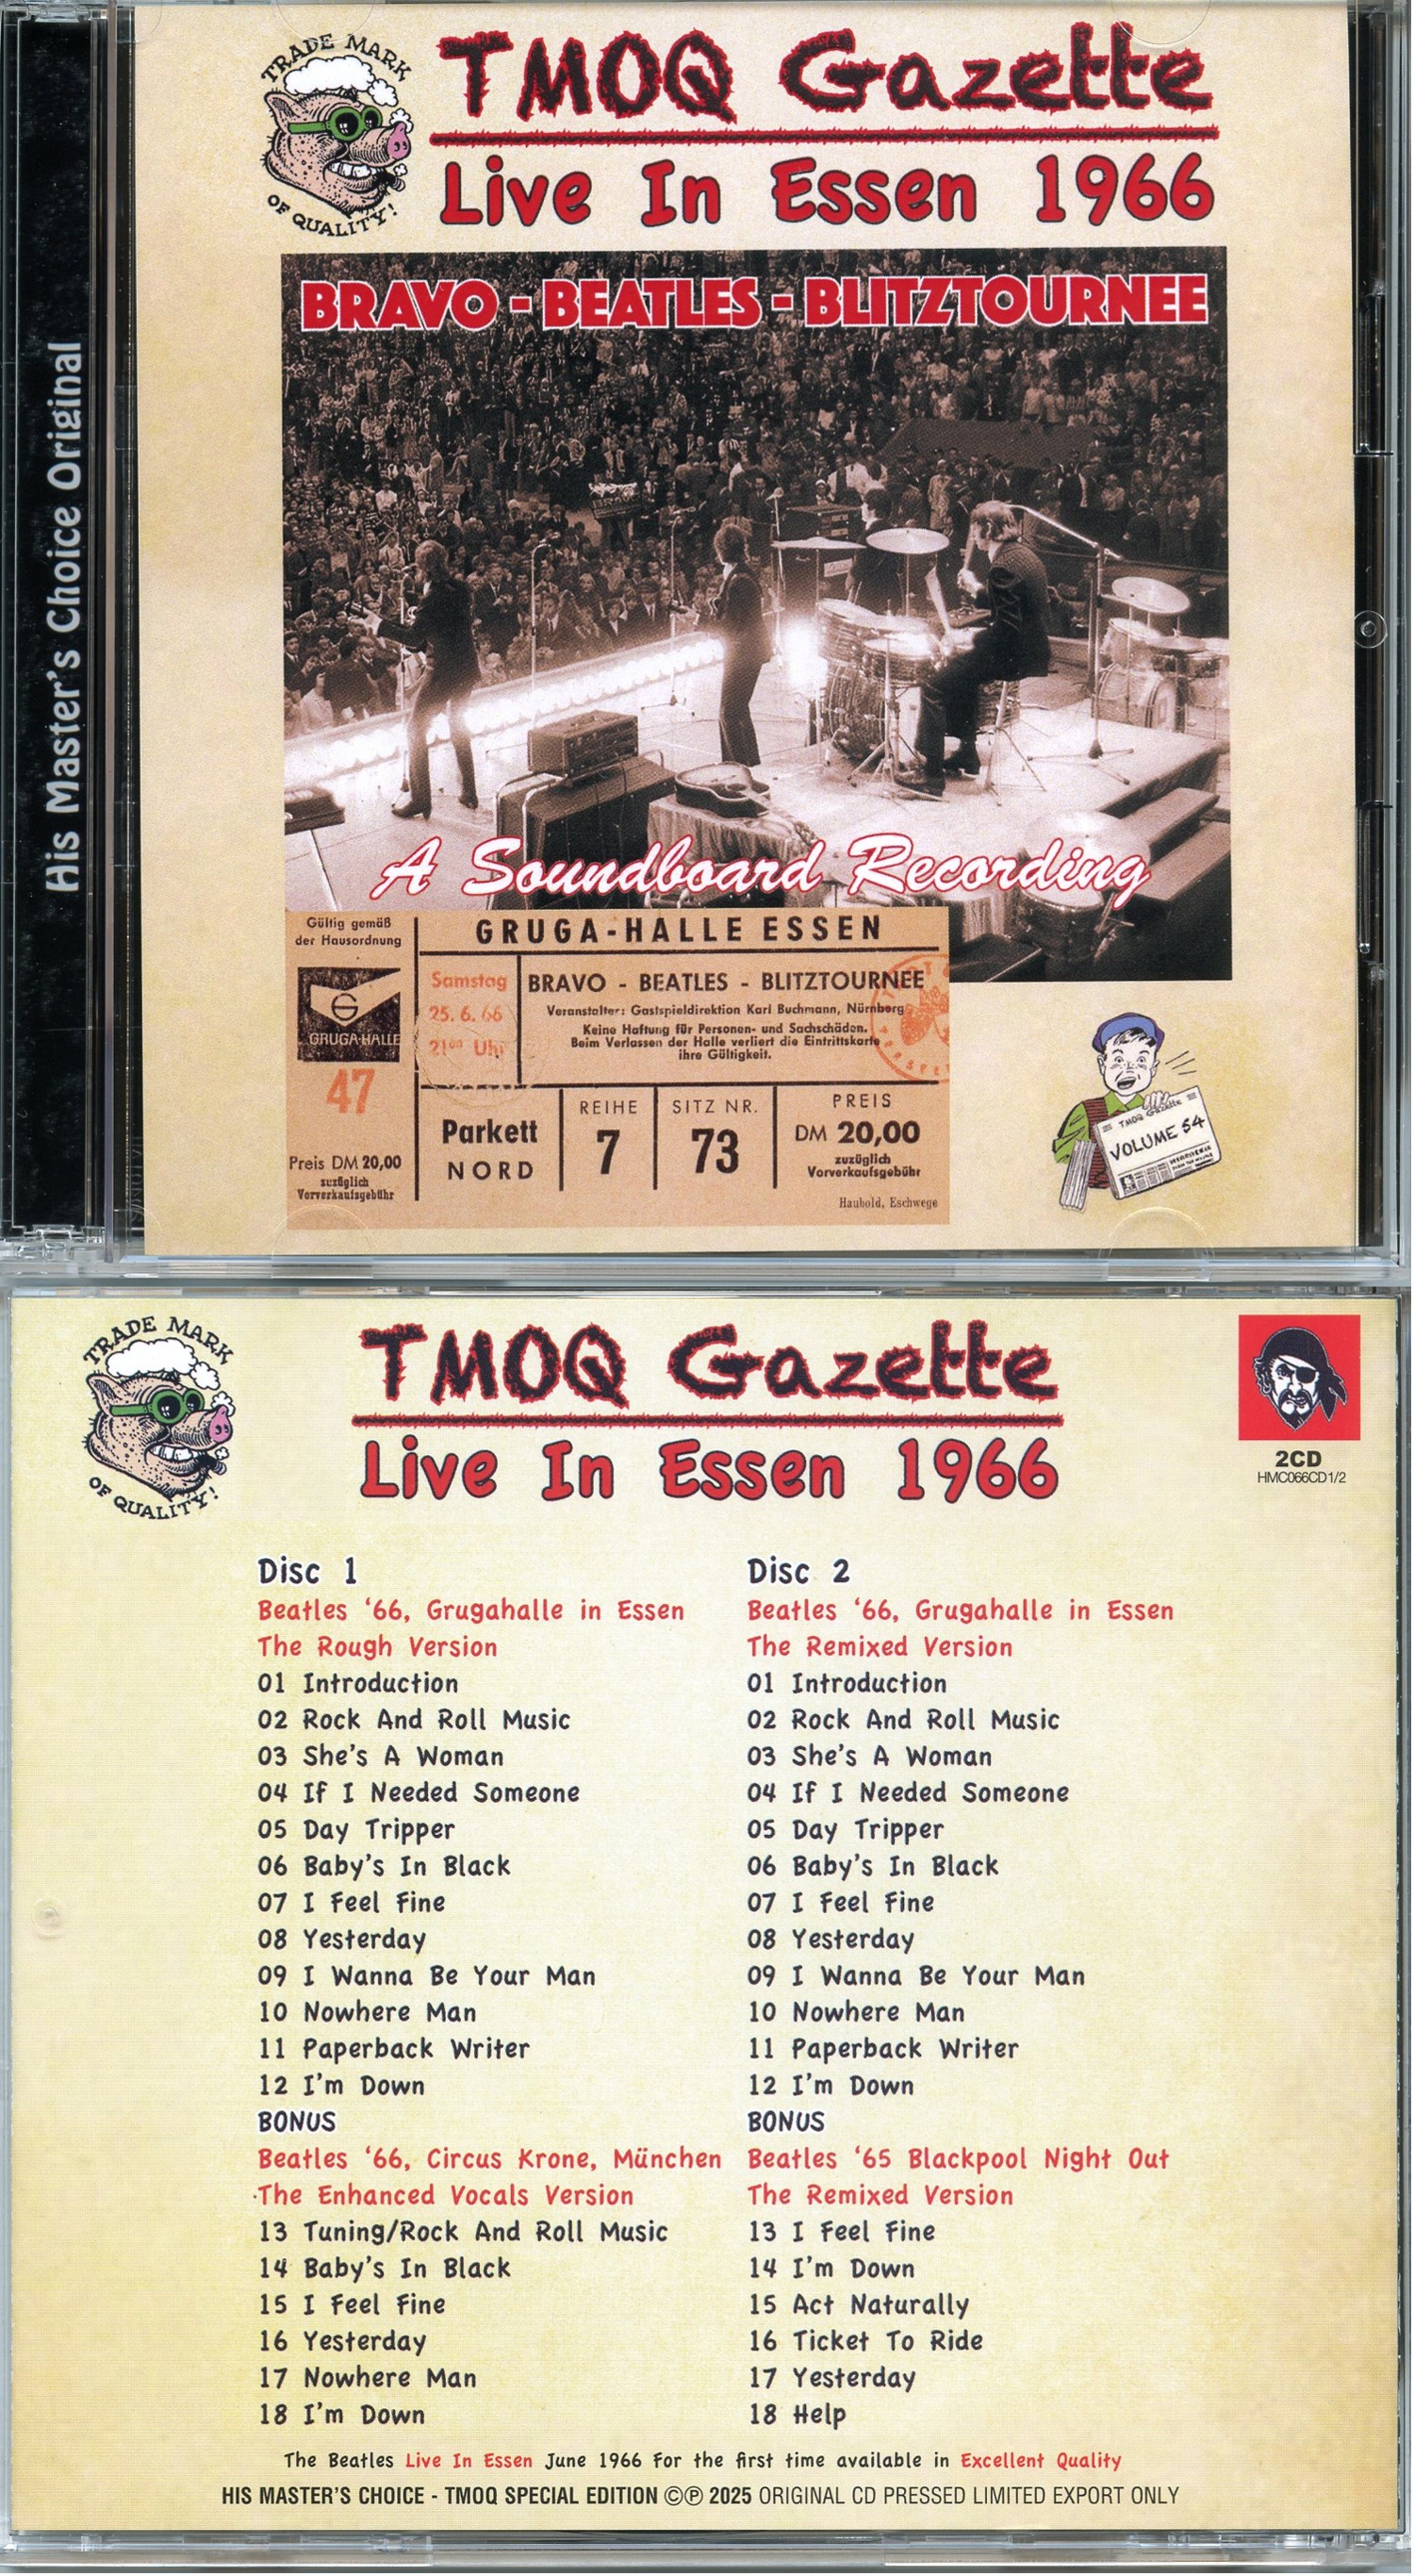 His Master's Choice Original
TRADE MARK
OF QUALITY!
TMOQ Gazette
Live In Essen 1966
BRAVO - BEATLES - BLITZTOURNEE
A Soundboard Recording
Gültig gemäß
der Hausordnung
GRUGA-HALLE
47
Preis DM 20,00
zuzüglich
Vorverkaufsgebühr
GRUGA-HALLE ESSEN
Samstag
25. 6. 66
21⁰⁰ Uhr
BRAVO - BEATLES - BLITZTOURNEE
Veranstalter: Gastspieldirektion Karl Buchmann, Nürnberg
Keine Haftung für Personen- und Sachschäden.
Beim Verlassen der Halle verliert die Eintrittskarte
ihre Gültigkeit.
Parkett
NORD
REIHE
7
SITZ NR.
73
PREIS
DM 20,00
zuzüglich
Vorverkaufsgebühr
Haubold, Eschwege
TMOQ Gazette
VOLUME 54
TRADE MARK
OF QUALITY!
TMOQ Gazette
Live In Essen 1966
2CD
HMC066CD1/2
Disc 1
Beatles ‘66, Grugahalle in Essen
The Rough Version
01 Introduction
02 Rock And Roll Music
03 She's A Woman
04 If I Needed Someone
05 Day Tripper
06 Baby's In Black
07 I Feel Fine
08 Yesterday
09 I Wanna Be Your Man
10 Nowhere Man
11 Paperback Writer
12 I'm Down
BONUS
Beatles ‘66, Circus Krone, München
The Enhanced Vocals Version
13 Tuning/Rock And Roll Music
14 Baby's In Black
15 I Feel Fine
16 Yesterday
17 Nowhere Man
18 I'm Down
Disc 2
Beatles ‘66, Grugahalle in Essen
The Remixed Version
01 Introduction
02 Rock And Roll Music
03 She's A Woman
04 If I Needed Someone
05 Day Tripper
06 Baby's In Black
07 I Feel Fine
08 Yesterday
09 I Wanna Be Your Man
10 Nowhere Man
11 Paperback Writer
12 I'm Down
BONUS
Beatles ‘65 Blackpool Night Out
The Remixed Version
13 I Feel Fine
14 I'm Down
15 Act Naturally
16 Ticket To Ride
17 Yesterday
18 Help
The Beatles Live In Essen June 1966 For the first time available in Excellent Quality
HIS MASTER'S CHOICE - TMOQ SPECIAL EDITION ©℗ 2025 ORIGINAL CD PRESSED LIMITED EXPORT ONLY